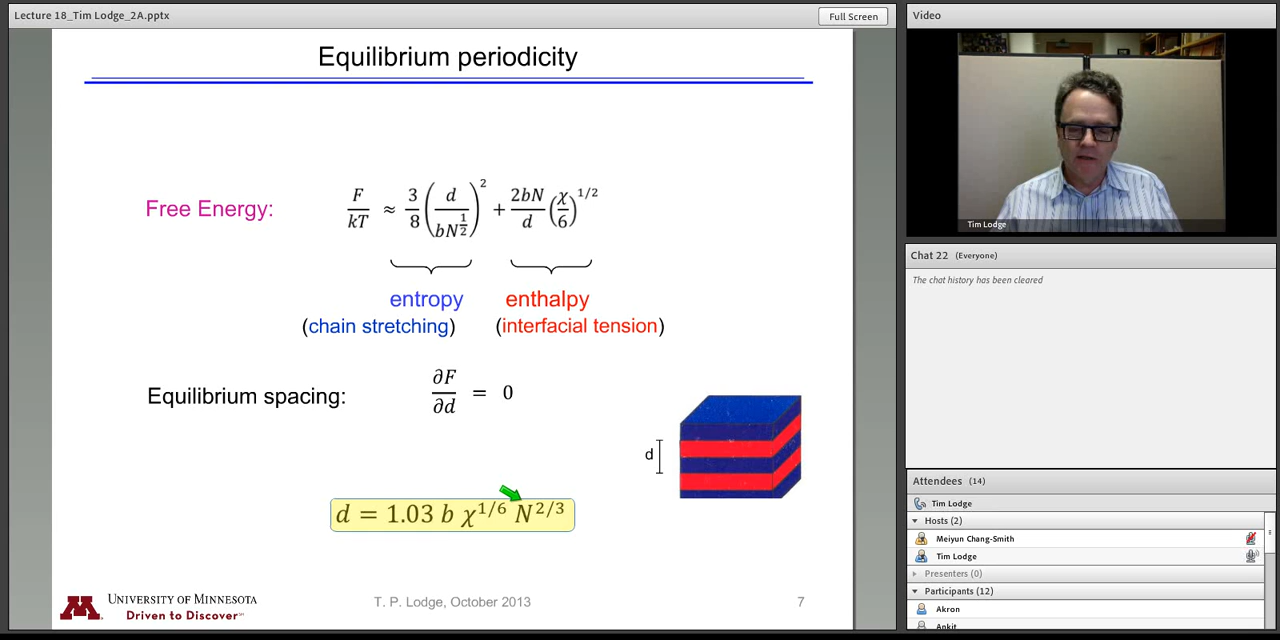 Lecture 18_Tim Lodge_2A.pptx
Full Screen
Equilibrium periodicity
Free Energy: F/kT ≈ 3/8 (d/bN^(1/2))^2 + 2bN/d (χ/6)^1/2
entropy enthalpy
(chain stretching) (interfacial tension)
Equilibrium spacing: ∂F/∂d = 0
d
d = 1.03 b χ^1/6 N^2/3
UNIVERSITY OF MINNESOTA
Driven to Discover℠
T. P. Lodge, October 2013
7
Video
Tim Lodge
Chat 22 (Everyone)
The chat history has been cleared
Attendees (14)
Tim Lodge
Hosts (2)
Meiyun Chang-Smith
Tim Lodge
Presenters (0)
Participants (12)
Akron
Ankit